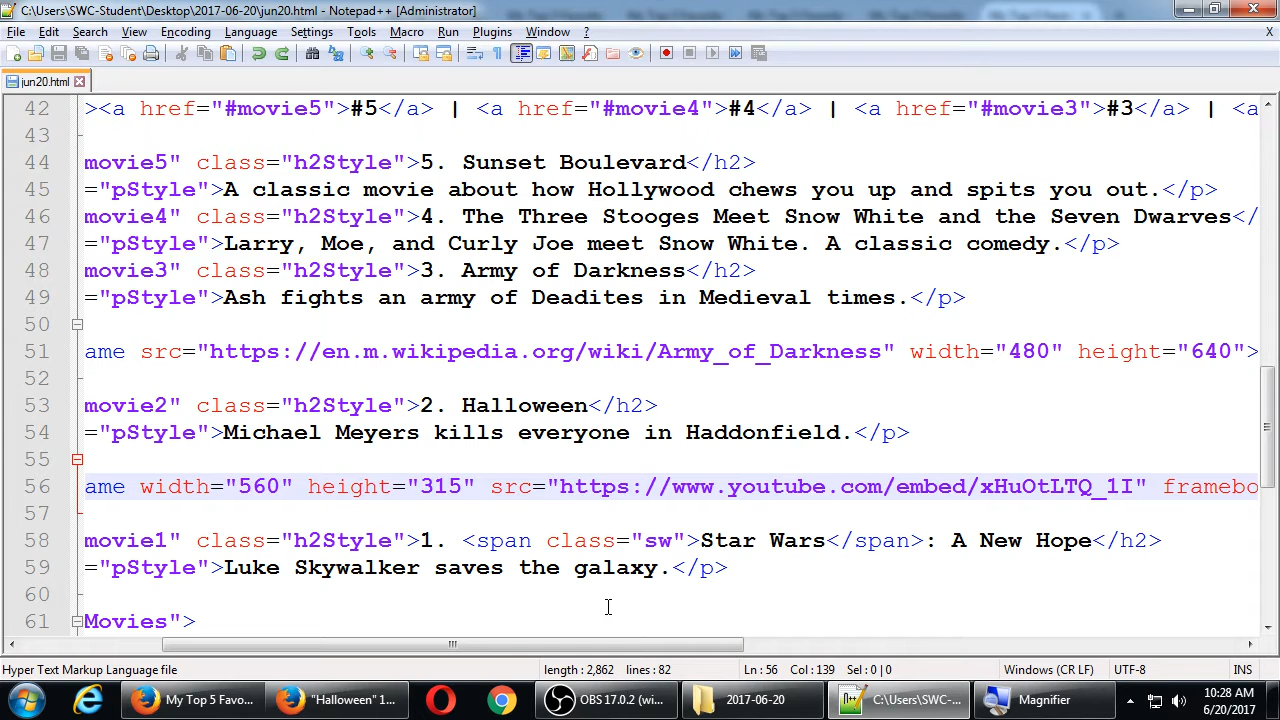 C:\Users\SWC-Student\Desktop\2017-06-20\jun20.html - Notepad++ [Administrator]
File Edit Search View Encoding Language Settings Tools Macro Run Plugins Window ? X
jun20.html
42 ><a href="#movie5">#5</a> | <a href="#movie4">#4</a> | <a href="#movie3">#3</a> | <a
43
44 movie5" class="h2Style">5. Sunset Boulevard</h2>
45 ="pStyle">A classic movie about how Hollywood chews you up and spits you out.</p>
46 movie4" class="h2Style">4. The Three Stooges Meet Snow White and the Seven Dwarves</
47 ="pStyle">Larry, Moe, and Curly Joe meet Snow White. A classic comedy.</p>
48 movie3" class="h2Style">3. Army of Darkness</h2>
49 ="pStyle">Ash fights an army of Deadites in Medieval times.</p>
50
51 ame src="https://en.m.wikipedia.org/wiki/Army_of_Darkness" width="480" height="640">
52
53 movie2" class="h2Style">2. Halloween</h2>
54 ="pStyle">Michael Meyers kills everyone in Haddonfield.</p>
55
56 ame width="560" height="315" src="https://www.youtube.com/embed/xHuOtLTQ_1I" framebo
57
58 movie1" class="h2Style">1. <span class="sw">Star Wars</span>: A New Hope</h2>
59 ="pStyle">Luke Skywalker saves the galaxy.</p>
60
61 Movies">
Hyper Text Markup Language file length : 2,862 lines : 82 Ln : 56 Col : 139 Sel : 0 | 0 Windows (CR LF) UTF-8 INS
My Top 5 Favo... "Halloween" 1... OBS 17.0.2 (wi... 2017-06-20 C:\Users\SWC-... Magnifier 10:28 AM
6/20/2017